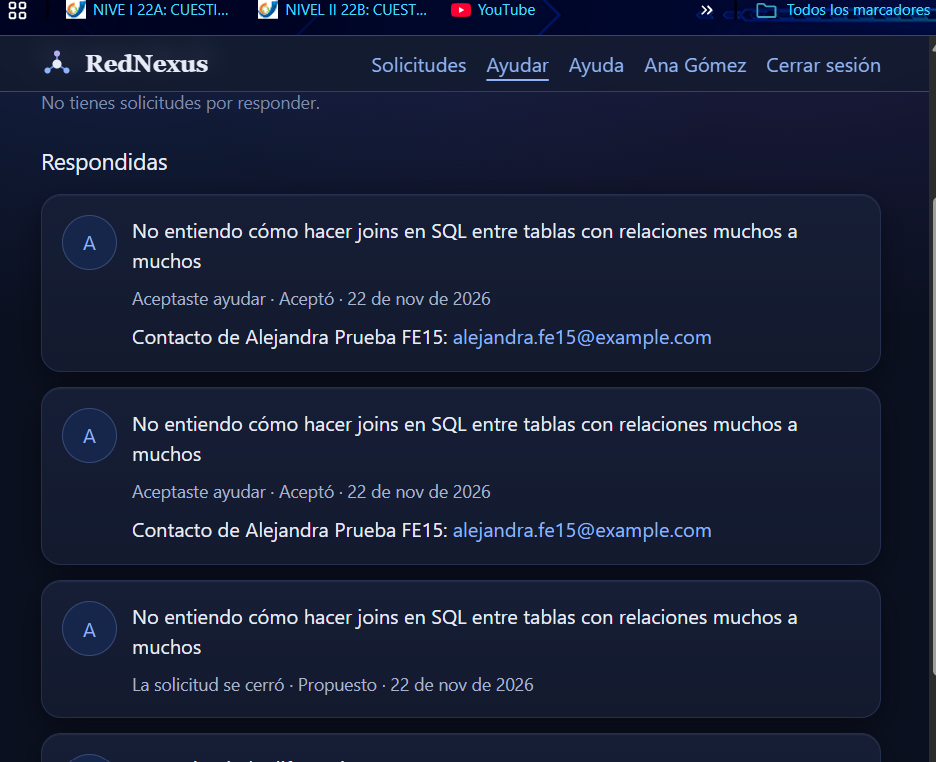 NIVE I 22A: CUESTI...
NIVEL II 22B: CUEST...
YouTube
»
Todos los marcadores
RedNexus
Solicitudes
Ayudar
Ayuda
Ana Gómez
Cerrar sesión
No tienes solicitudes por responder.
Respondidas
A
No entiendo cómo hacer joins en SQL entre tablas con relaciones muchos a
muchos
Aceptaste ayudar · Aceptó · 22 de nov de 2026
Contacto de Alejandra Prueba FE15: alejandra.fe15@example.com
A
No entiendo cómo hacer joins en SQL entre tablas con relaciones muchos a
muchos
Aceptaste ayudar · Aceptó · 22 de nov de 2026
Contacto de Alejandra Prueba FE15: alejandra.fe15@example.com
A
No entiendo cómo hacer joins en SQL entre tablas con relaciones muchos a
muchos
La solicitud se cerró · Propuesto · 22 de nov de 2026